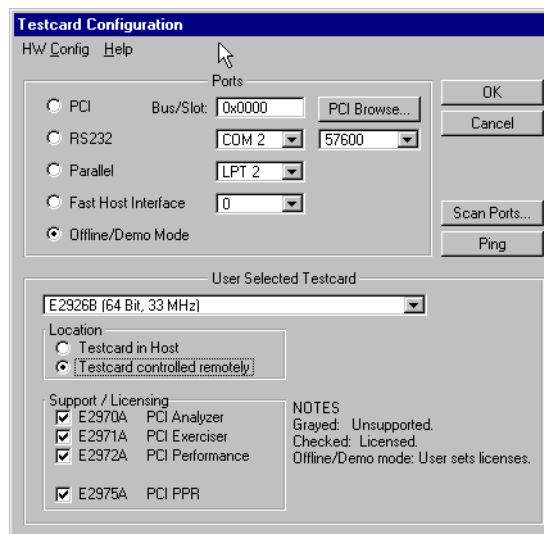 Testcard Configuration
HW Config Help
Ports
PCI Bus/Slot: 0x0000 PCI Browse...
RS232 COM 2 57600
Parallel LPT 2
Fast Host Interface 0
Offline/Demo Mode
OK
Cancel
Scan Ports...
Ping
User Selected Testcard
E2926B (64 Bit, 33 MHz)
Location
Testcard in Host
Testcard controlled remotely
Support / Licensing
E2970A PCI Analyzer
E2971A PCI Exerciser
E2972A PCI Performance
E2975A PCI PPR
NOTES
Grayed: Unsupported.
Checked: Licensed.
Offline/Demo mode: User sets licenses.